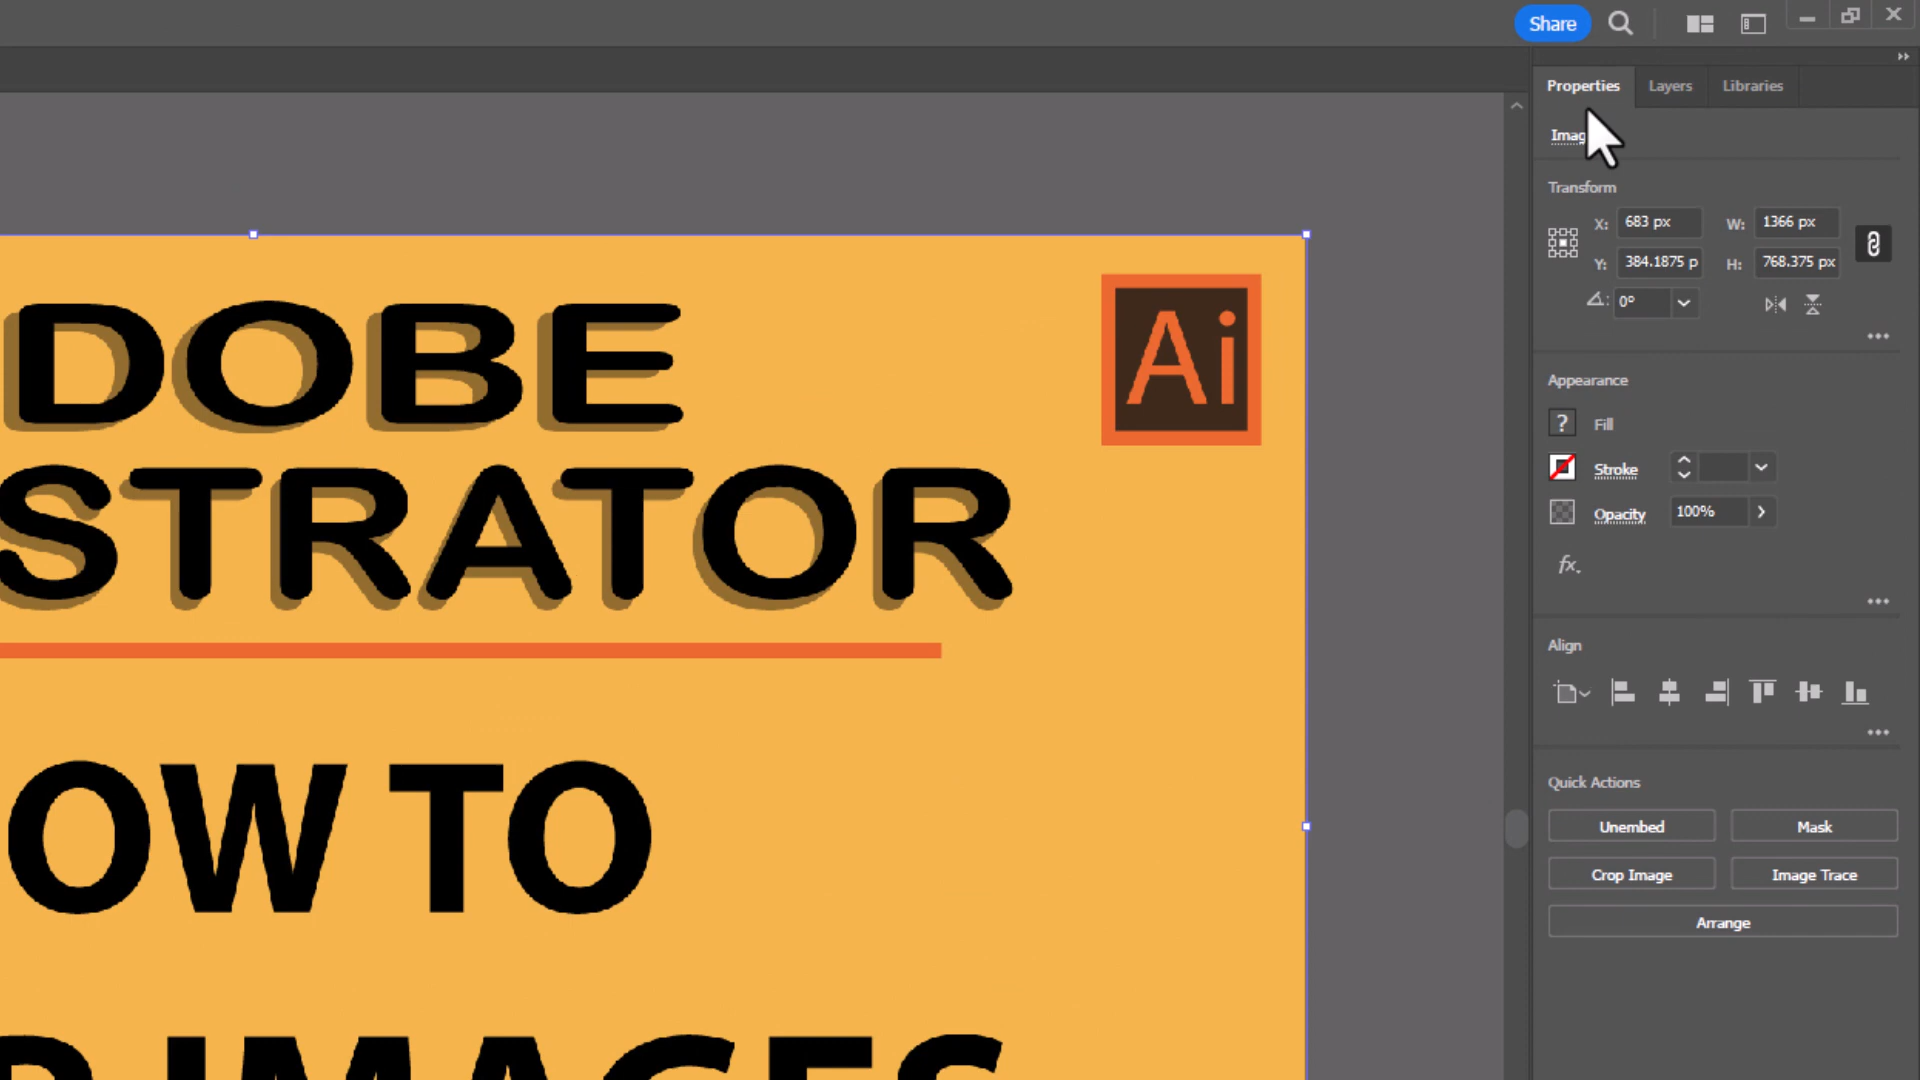 Share
Properties Layers Libraries
Imag
Transform
X: 683 px W: 1366 px
Y: 384.1875 p H: 768.375 px
0°
DOBE
Ai
STRATOR
Appearance
? Fill
Stroke
Opacity 100%
fx.
Align
OW TO
Quick Actions
Unembed Mask
Crop Image Image Trace
Arrange
IMAGES